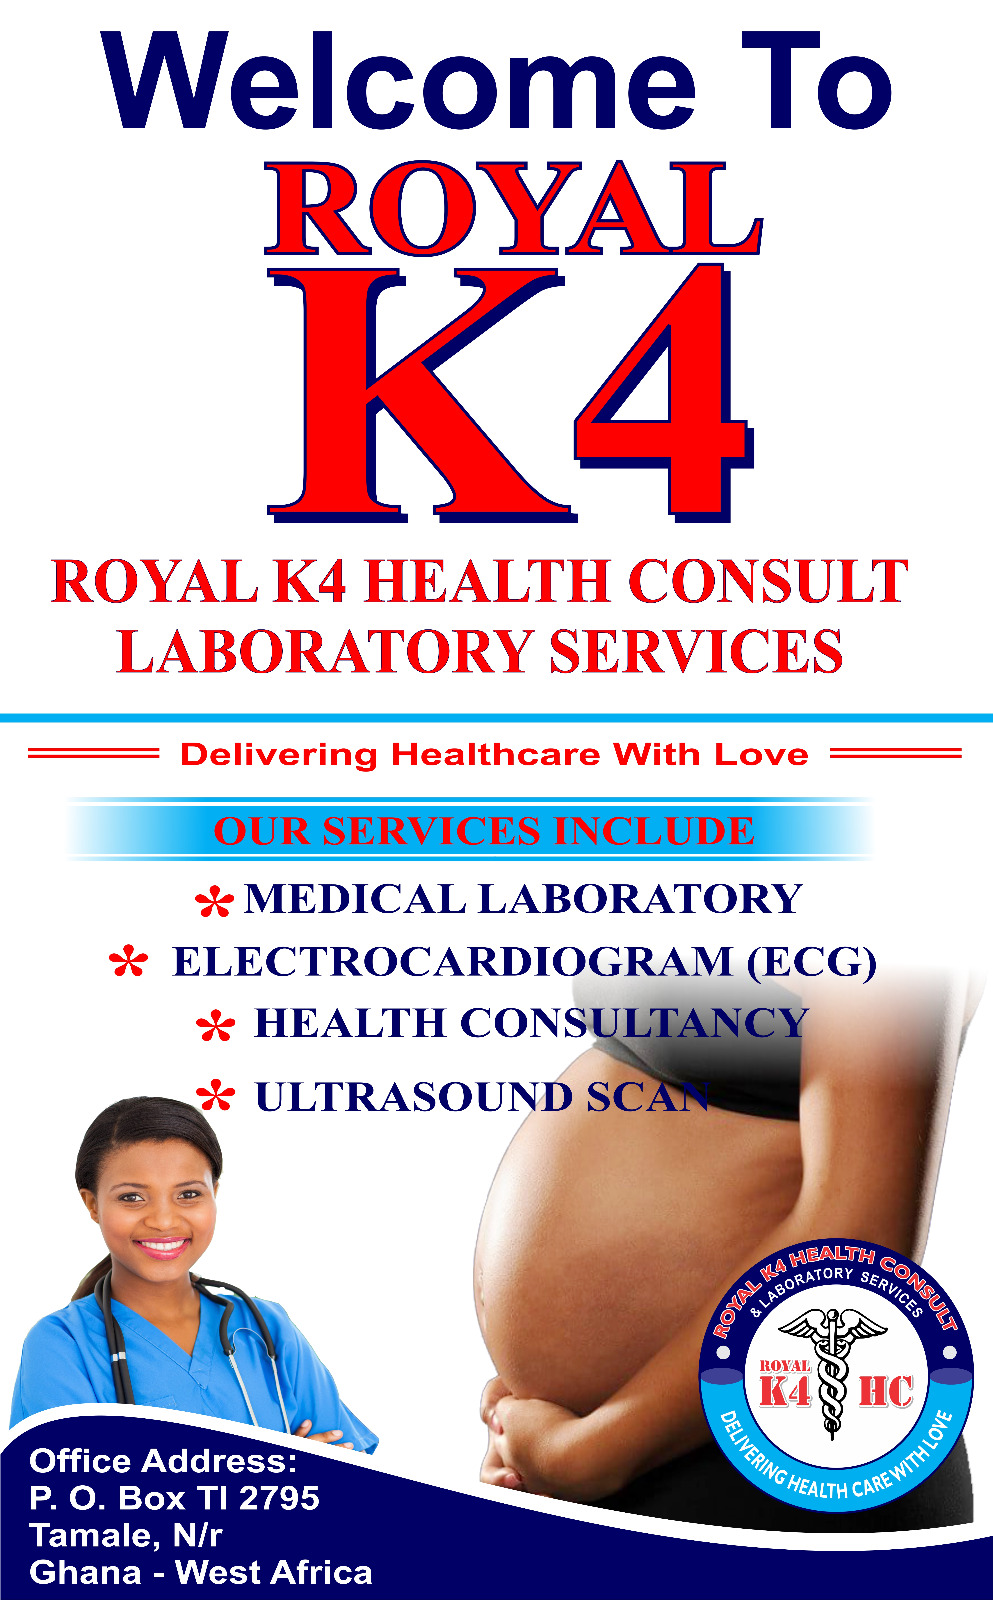 Welcome To
ROYAL
K4
ROYAL K4 HEALTH CONSULT
LABORATORY SERVICES
Delivering Healthcare With Love
OUR SERVICES INCLUDE
* MEDICAL LABORATORY
* ELECTROCARDIOGRAM (ECG)
* HEALTH CONSULTANCY
* ULTRASOUND SCAN
ROYAL K4 HEALTH CONSULT
& LABORATORY SERVICES
ROYAL
K4 HC
DELIVERING HEALTH CARE WITH LOVE
Office Address:
P. O. Box Tl 2795
Tamale, N/r
Ghana - West Africa